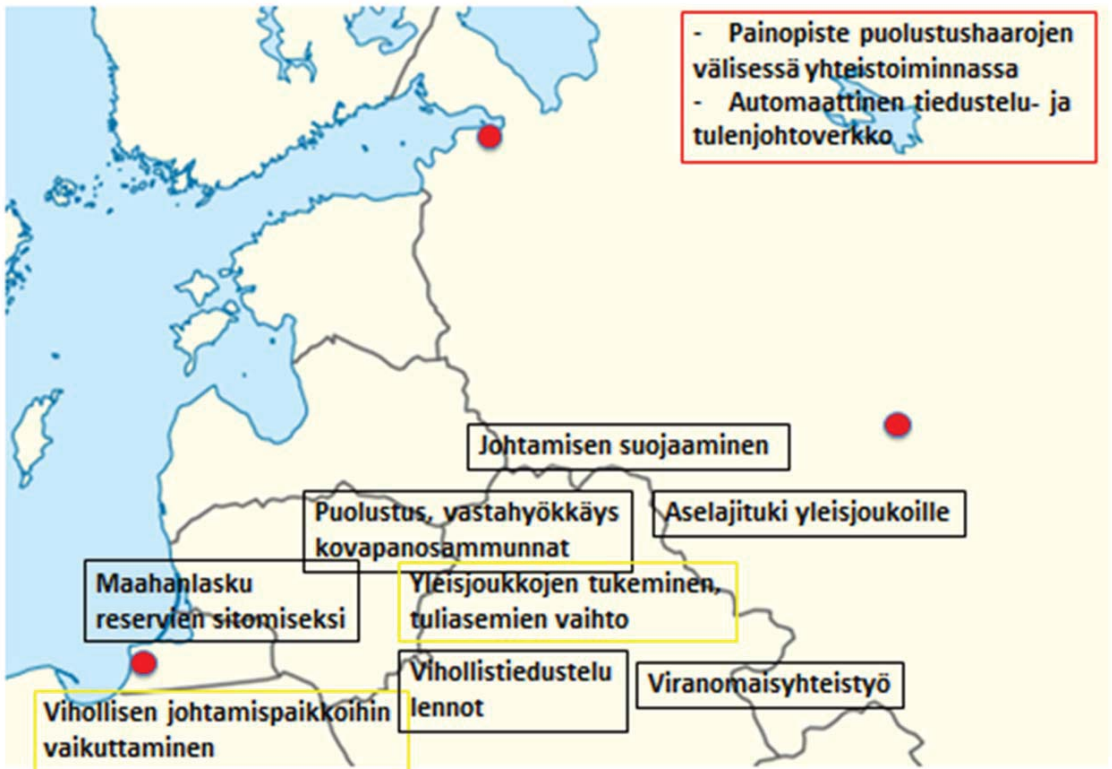 - Painopiste puolustushaarojen
välisessä yhteistoiminnassa
- Automaattinen tiedustelu- ja
tulenjohtoverkko
Johtamisen suojaaminen
Puolustus, vastahyökkäys
kovapanosammunnat
Aselajituki yleisjoukoille
Maahanlasku
reservien sitomiseksi
Yleisjoukkojen tukeminen,
tuliasemien vaihto
Vihollistiedustelu
lennot
Viranomaisyhteistyö
Vihollisen johtamispaikkoihin
vaikuttaminen